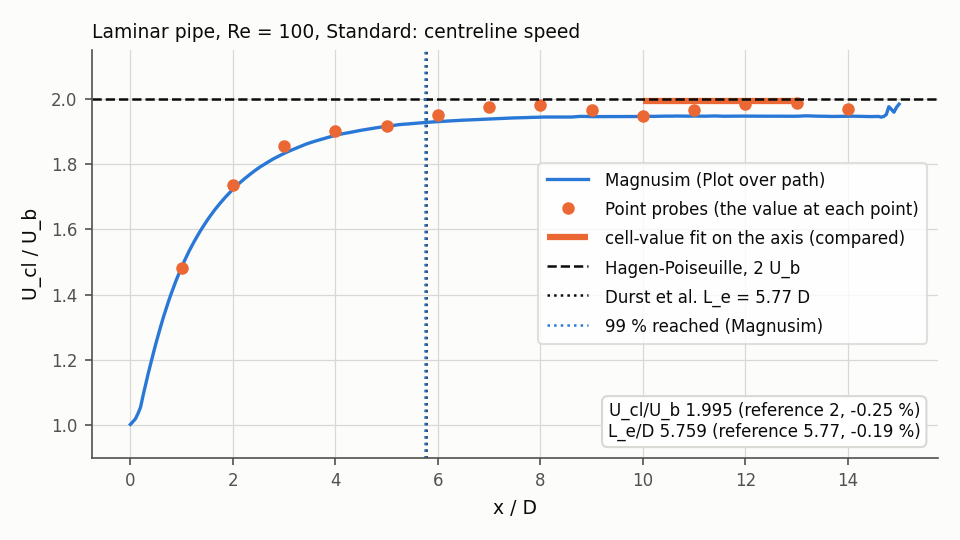 Laminar pipe, Re = 100, Standard: centreline speed
U_cl / U_b
2.0
1.8
1.6
1.4
1.2
1.0
Magnusim (Plot over path)
Point probes (the value at each point)
cell-value fit on the axis (compared)
Hagen-Poiseuille, 2 U_b
Durst et al. L_e = 5.77 D
99 % reached (Magnusim)
U_cl/U_b 1.995 (reference 2, -0.25 %)
L_e/D 5.759 (reference 5.77, -0.19 %)
0 2 4 6 8 10 12 14
x / D